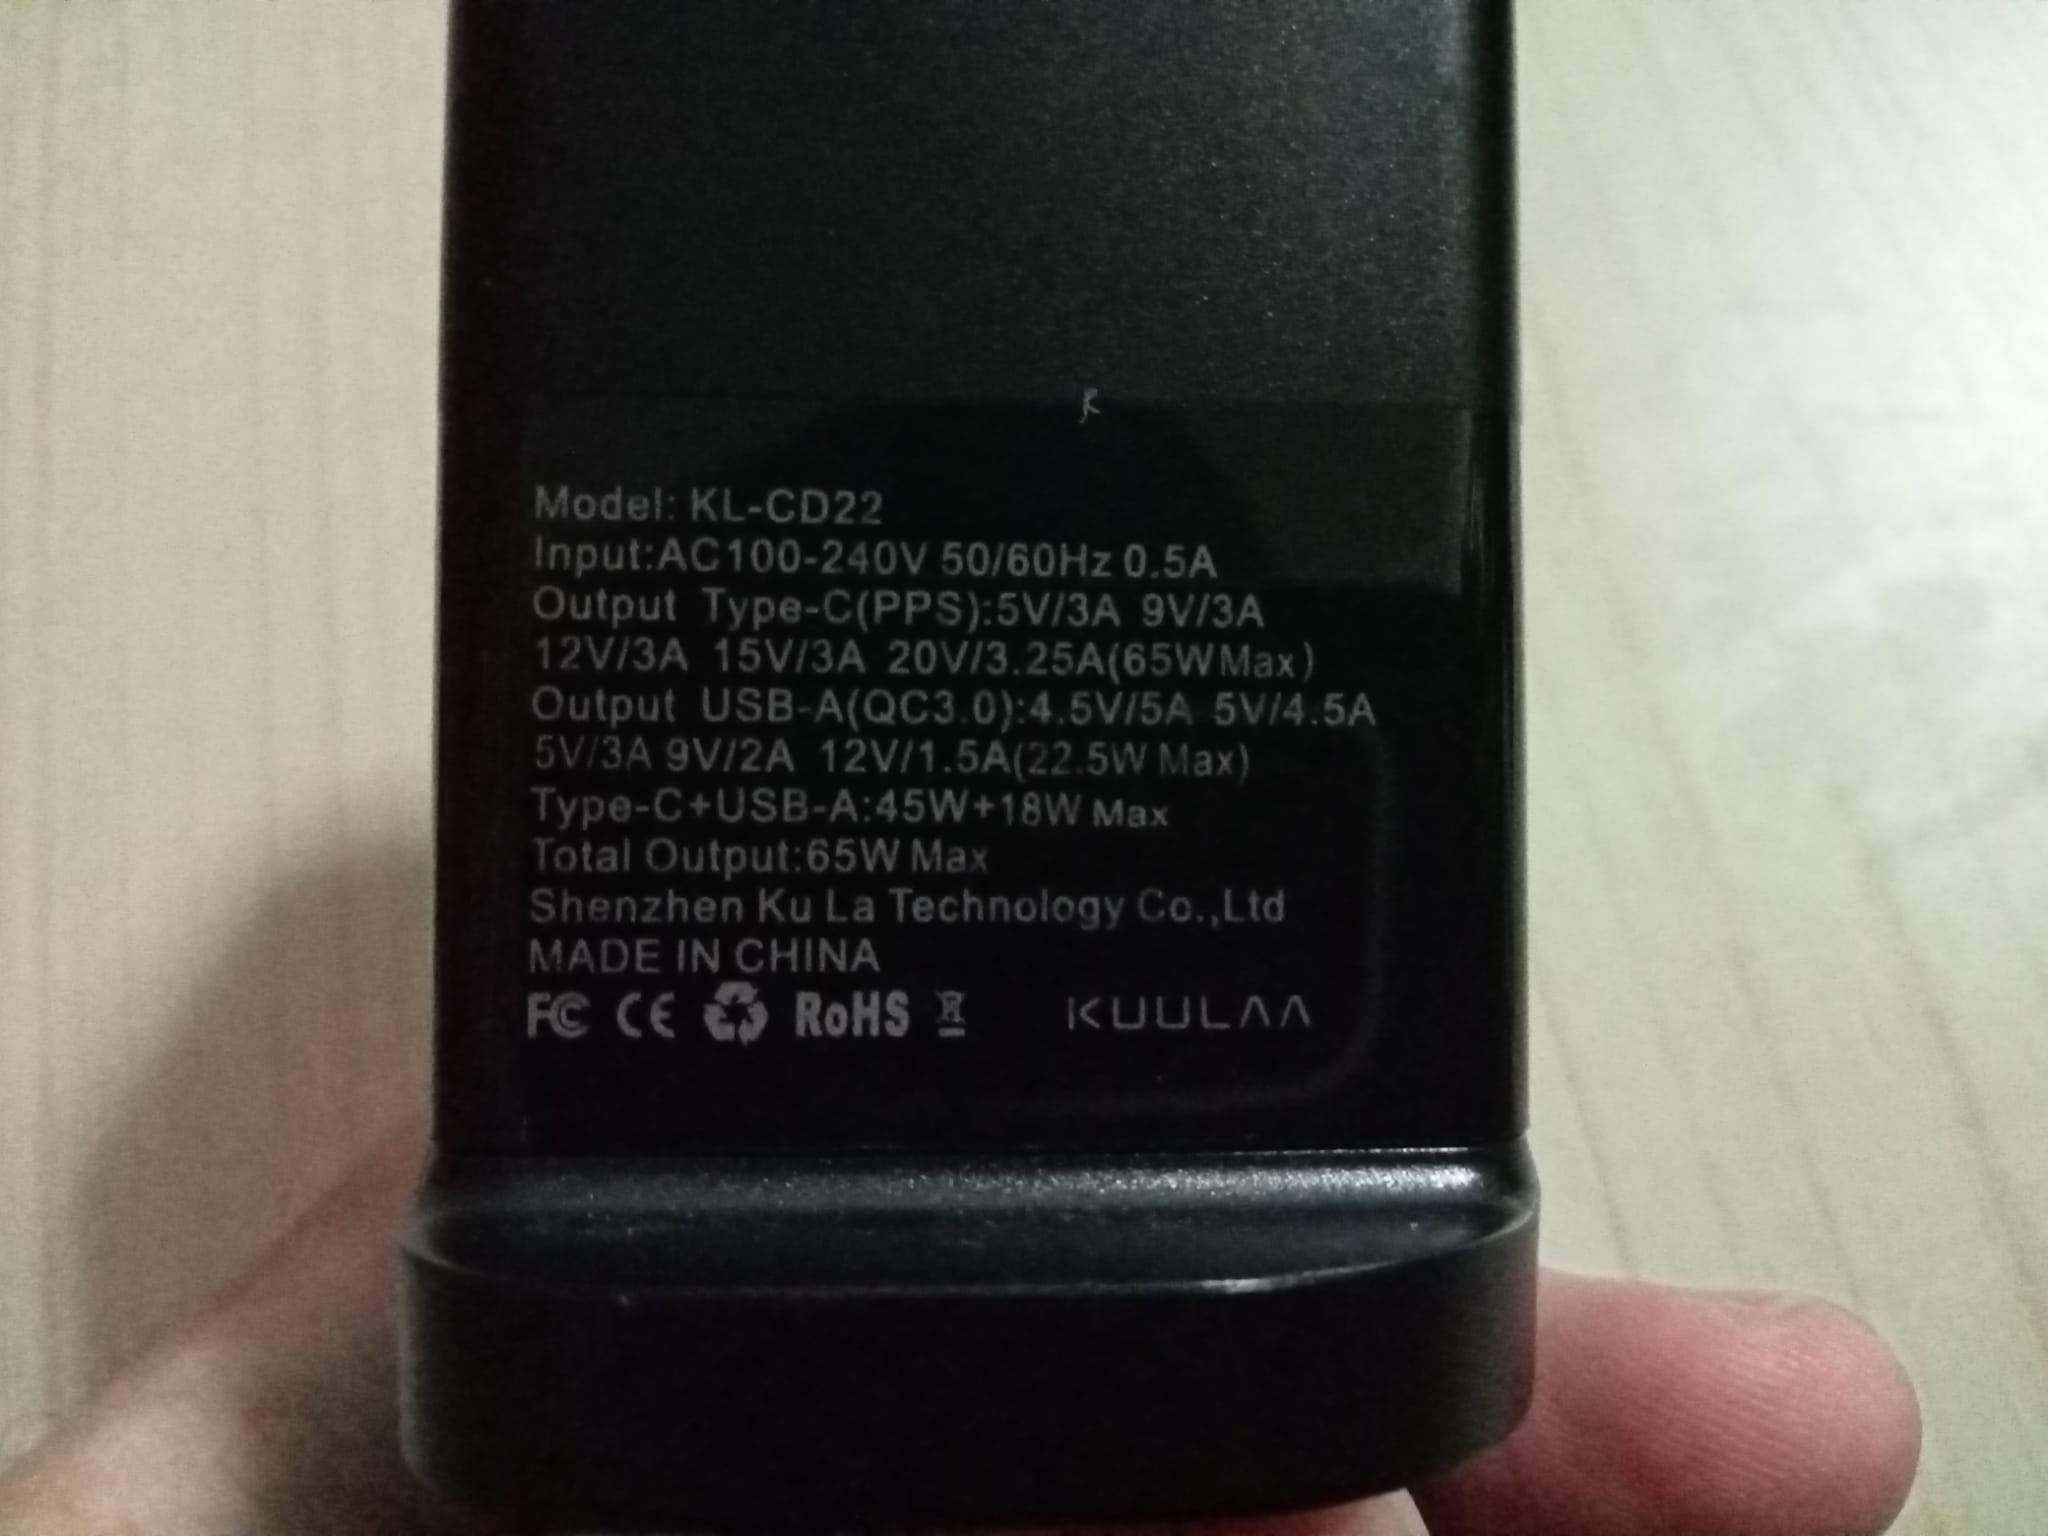 Model: KL-CD22
Input:AC100-240V 50/60Hz 0.5A
Output Type-C(PPS):5V/3A 9V/3A
12V/3A 15V/3A 20V/3.25A(65WMax)
Output USB-A(QC3.0):4.5V/5A 5V/4.5A
5V/3A 9V/2A 12V/1.5A(22.5W Max)
Type-C+USB-A:45W+18W Max
Total Output:65W Max
Shenzhen Ku La Technology Co.,Ltd
MADE IN CHINA
FC CE RoHS KUULAA